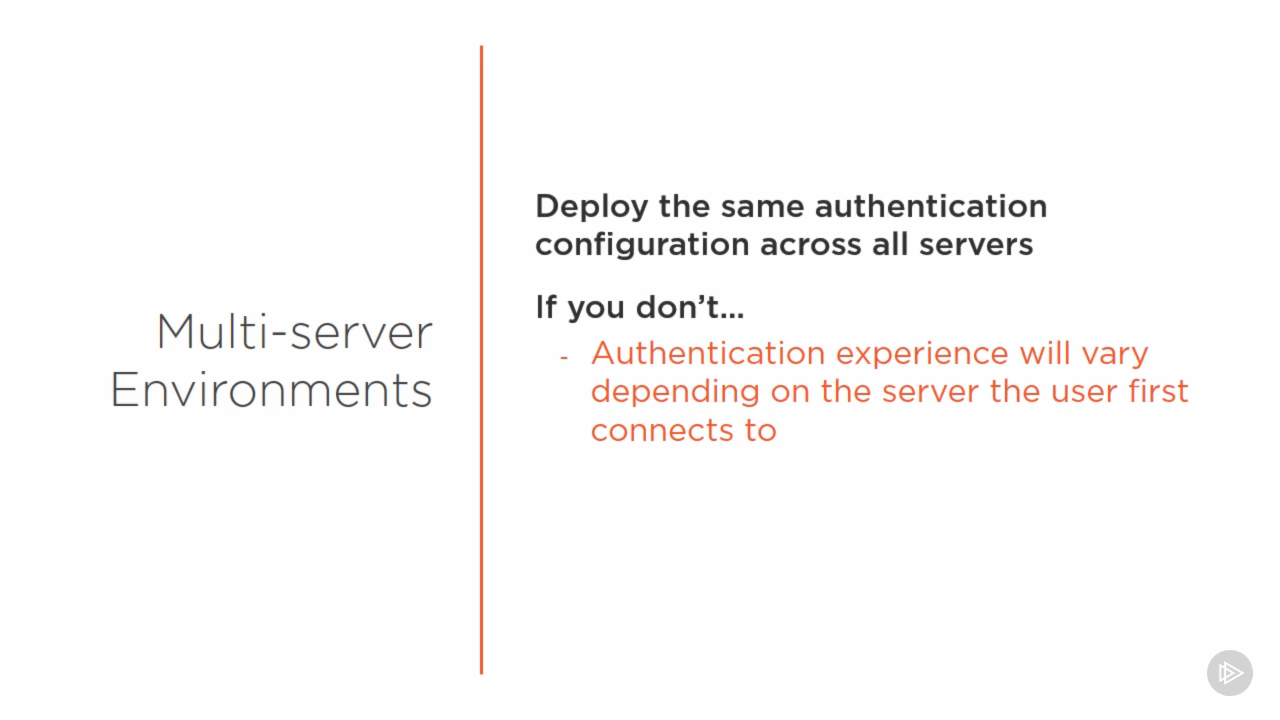 Multi-server
Environments
Deploy the same authentication
configuration across all servers
If you don’t...
- Authentication experience will vary
depending on the server the user first
connects to